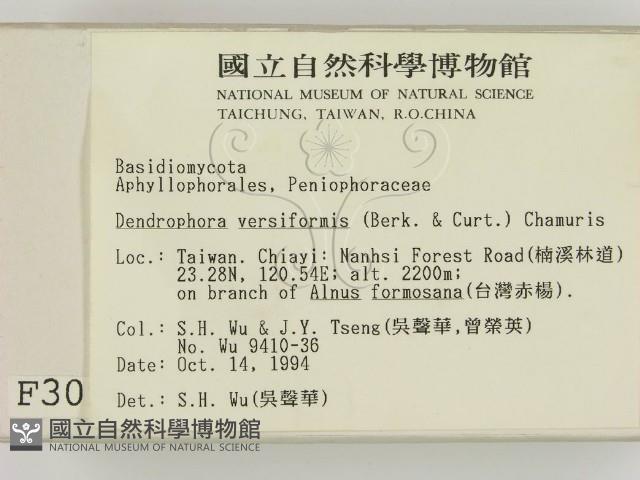 國立自然科學博物館
NATIONAL MUSEUM OF NATURAL SCIENCE
TAICHUNG, TAIWAN, R.O.CHINA
Basidiomycota
Aphyllophorales, Peniophoraceae
Dendrophora versiformis (Berk. & Curt.) Chamuris
Loc.: Taiwan. Chiayi: Nanhsi Forest Road(楠溪林道)
23.28N, 120.54E; alt. 2200m;
on branch of Alnus formosana(台灣赤楊).
Col.: S.H. Wu & J.Y. Tseng(吳聲華,曾榮英)
No. Wu 9410-36
Date: Oct. 14, 1994
Det.: S.H. Wu(吳聲華)
F30
國立自然科學博物館
NATIONAL MUSEUM OF NATURAL SCIENCE